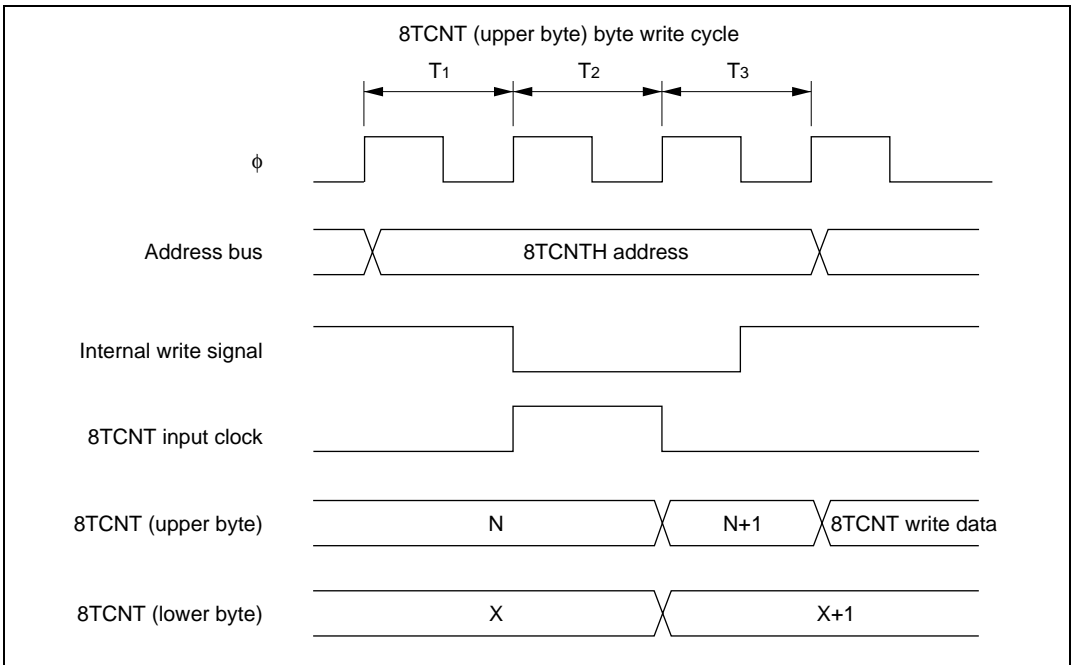 8TCNT (upper byte) byte write cycle
T1 T2 T3
φ
Address bus 8TCNTH address
Internal write signal
8TCNT input clock
8TCNT (upper byte) N N+1 8TCNT write data
8TCNT (lower byte) X X+1